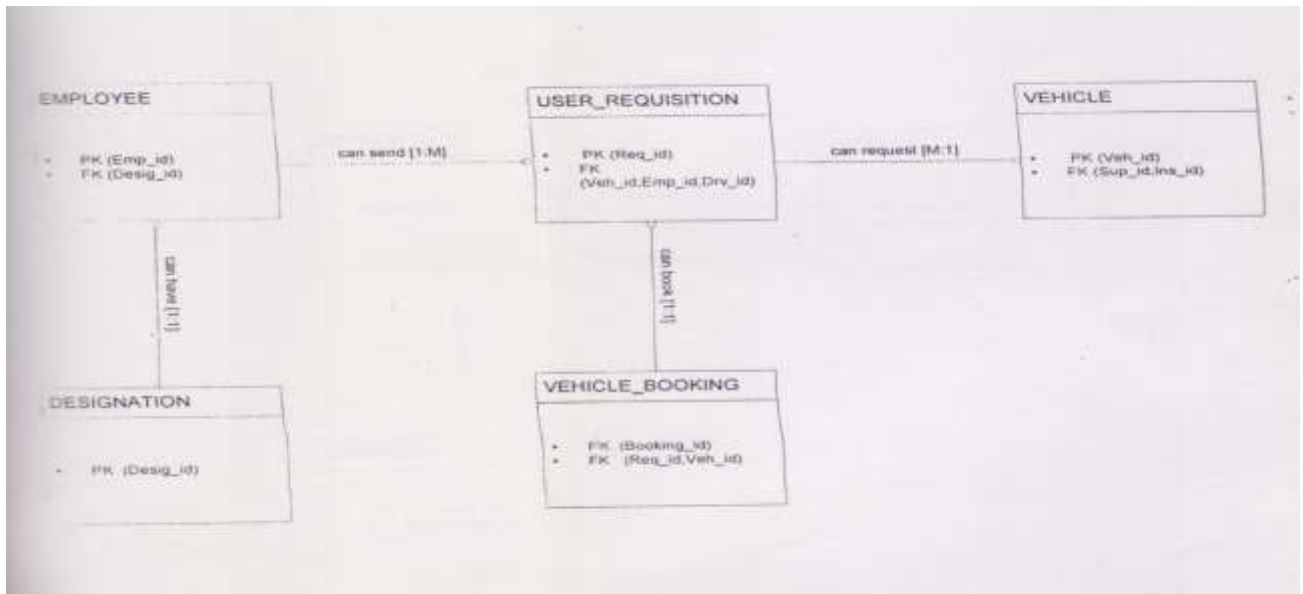 EMPLOYEE
• PK (Emp_id)
• FK (Desig_id)
can send [1:M]
USER_REQUISITION
• PK (Req_id)
• FK
(Veh_id,Emp_id,Drv_id)
can request [M:1]
VEHICLE
• PK (Veh_id)
• FK (Sup_id,Ins_id)
can have [1:1]
can book [1:1]
DESIGNATION
• PK (Desig_id)
VEHICLE_BOOKING
• FK (Booking_id)
• FK (Req_id,Veh_id)